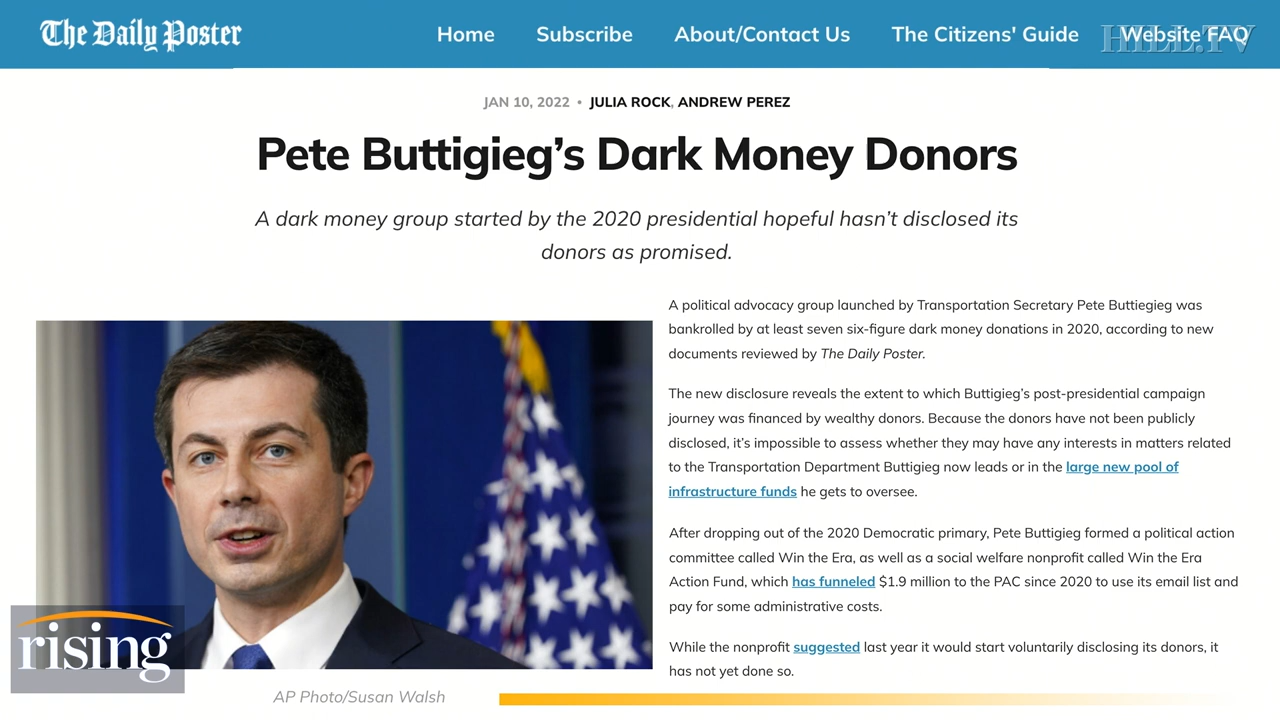 The Daily Poster
Home Subscribe About/Contact Us The Citizens' Guide Website FAQ
HILL.TV
JAN 10, 2022 • JULIA ROCK, ANDREW PEREZ
Pete Buttigieg’s Dark Money Donors
A dark money group started by the 2020 presidential hopeful hasn’t disclosed its
donors as promised.
A political advocacy group launched by Transportation Secretary Pete Buttiegieg was
bankrolled by at least seven six-figure dark money donations in 2020, according to new
documents reviewed by The Daily Poster.
The new disclosure reveals the extent to which Buttigieg’s post-presidential campaign
journey was financed by wealthy donors. Because the donors have not been publicly
disclosed, it’s impossible to assess whether they may have any interests in matters related
to the Transportation Department Buttigieg now leads or in the large new pool of
infrastructure funds he gets to oversee.
After dropping out of the 2020 Democratic primary, Pete Buttigieg formed a political action
committee called Win the Era, as well as a social welfare nonprofit called Win the Era
Action Fund, which has funneled $1.9 million to the PAC since 2020 to use its email list and
pay for some administrative costs.
While the nonprofit suggested last year it would start voluntarily disclosing its donors, it
has not yet done so.
rising
AP Photo/Susan Walsh